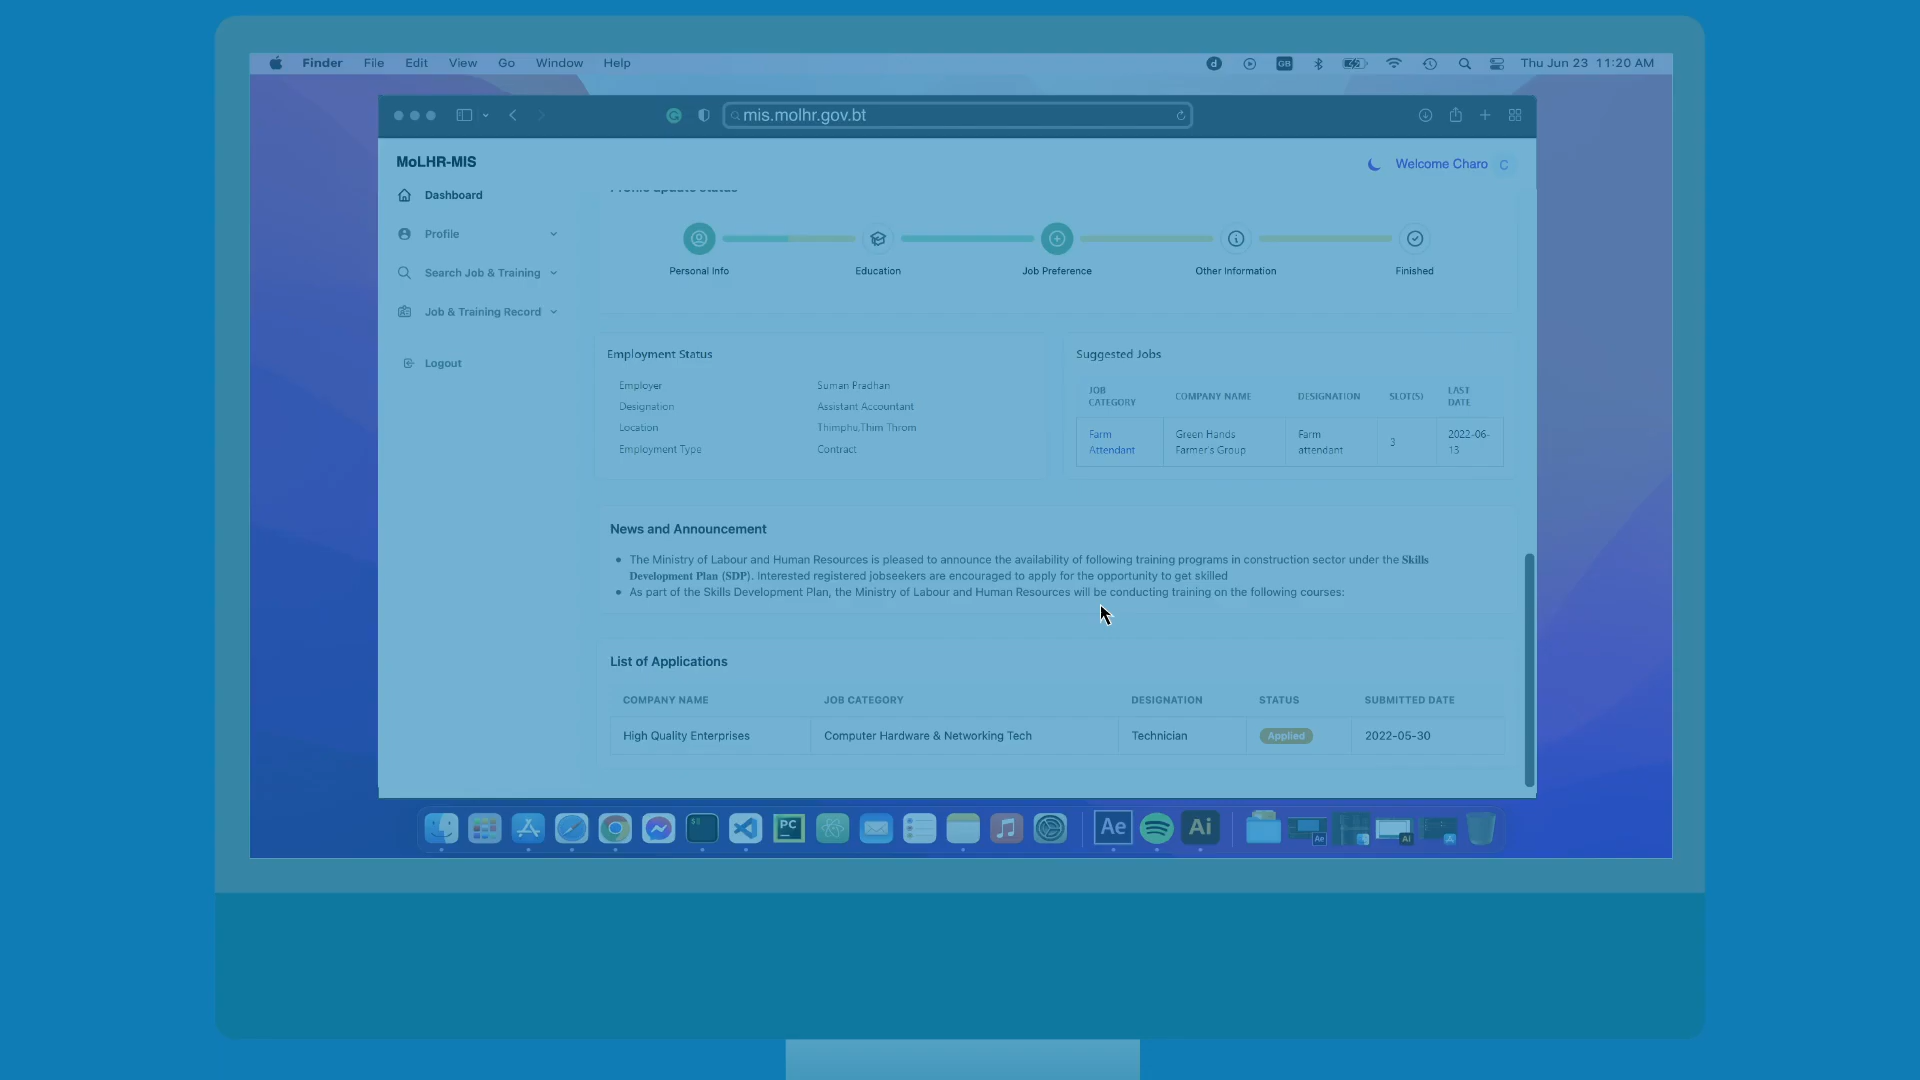 Finder File Edit View Go Window Help
GB Thu Jun 23 11:20 AM
mis.molhr.gov.bt
MoLHR-MIS
Welcome Charo C
Dashboard
Profile
Search Job & Training
Job & Training Record
Logout
Profile update status
Personal Info Education Job Preference Other Information Finished
Employment Status
Employer Suman Pradhan
Designation Assistant Accountant
Location Thimphu,Thim Throm
Employment Type Contract
Suggested Jobs
JOB CATEGORY COMPANY NAME DESIGNATION SLOT(S) LAST DATE
Farm Green Hands Farm 3 2022-06-
Attendant Farmer's Group attendant 13
News and Announcement
The Ministry of Labour and Human Resources is pleased to announce the availability of following training programs in construction sector under the Skills
Development Plan (SDP). Interested registered jobseekers are encouraged to apply for the opportunity to get skilled
As part of the Skills Development Plan, the Ministry of Labour and Human Resources will be conducting training on the following courses:
List of Applications
COMPANY NAME JOB CATEGORY DESIGNATION STATUS SUBMITTED DATE
High Quality Enterprises Computer Hardware & Networking Tech Technician Applied 2022-05-30
PC Ae Ai